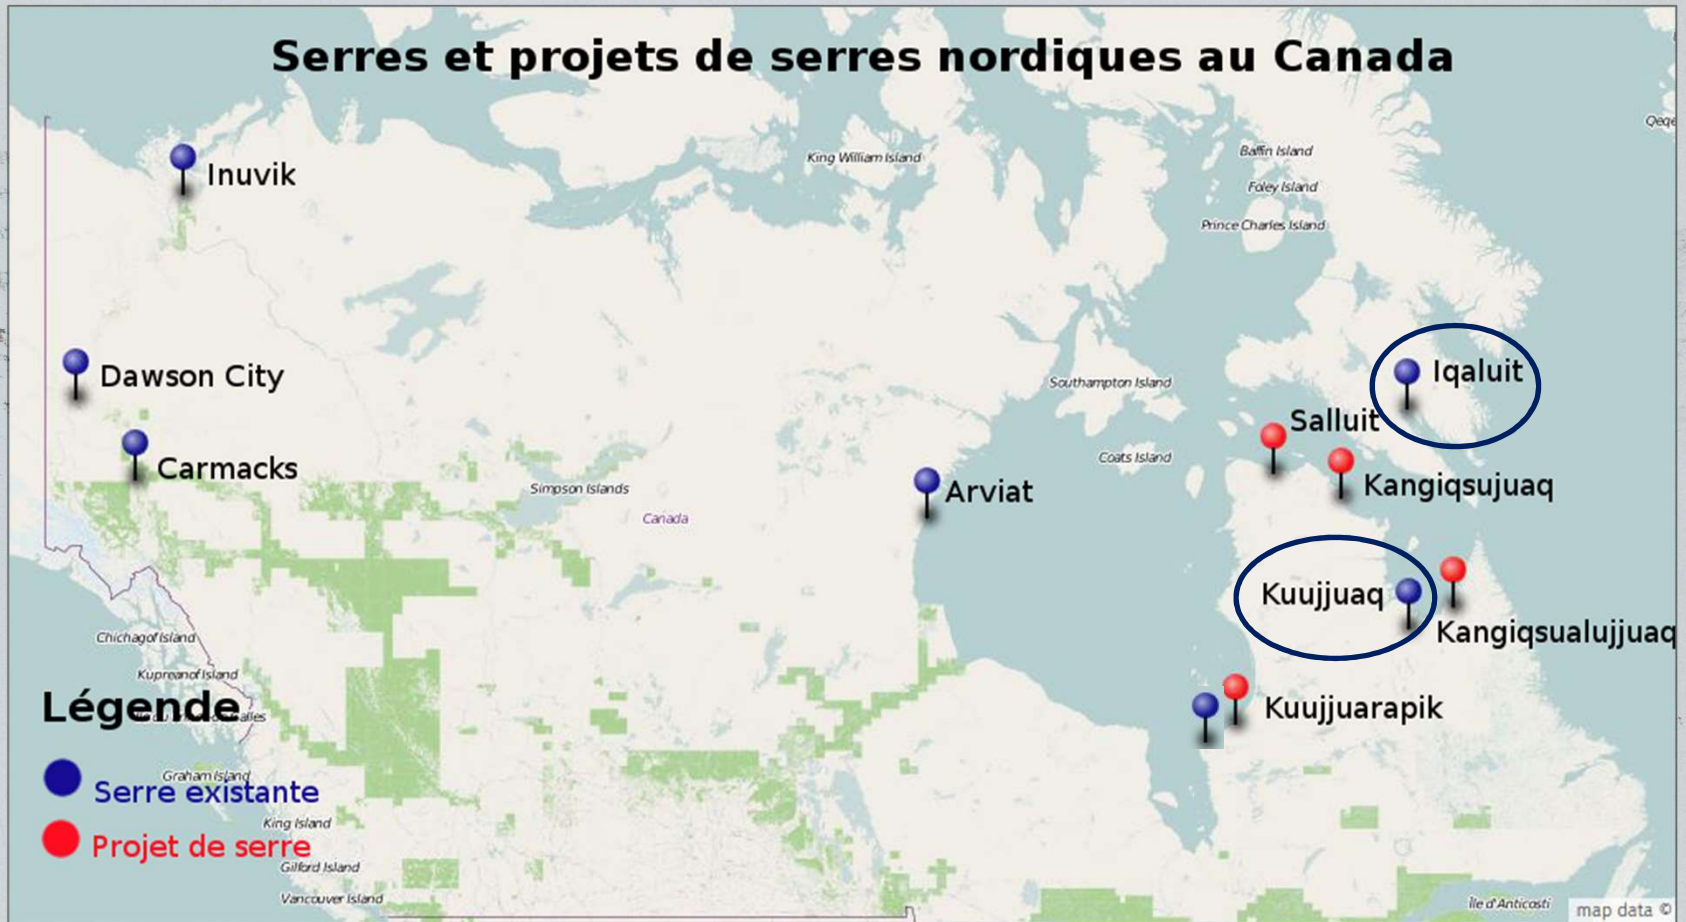 Serres et projets de serres nordiques au Canada
Qeqe
King William Island
Baffin Island
Inuvik
Foley Island
Prince Charles Island
Iqaluit
Dawson City
Southampton Island
Salluit
Coats Island
Carmacks
Kangiqsujuaq
Simpson Islands
Arviat
Canada
Kuujjuaq
Kangiqsualujjuaq
Chichagof Island
Kupreanof Island
Légende
Kuujjuarapik
Graham Island
Serre existante
King Island
Projet de serre
Gilford Island
Vancouver Island
Île d'Anticosti
map data ©